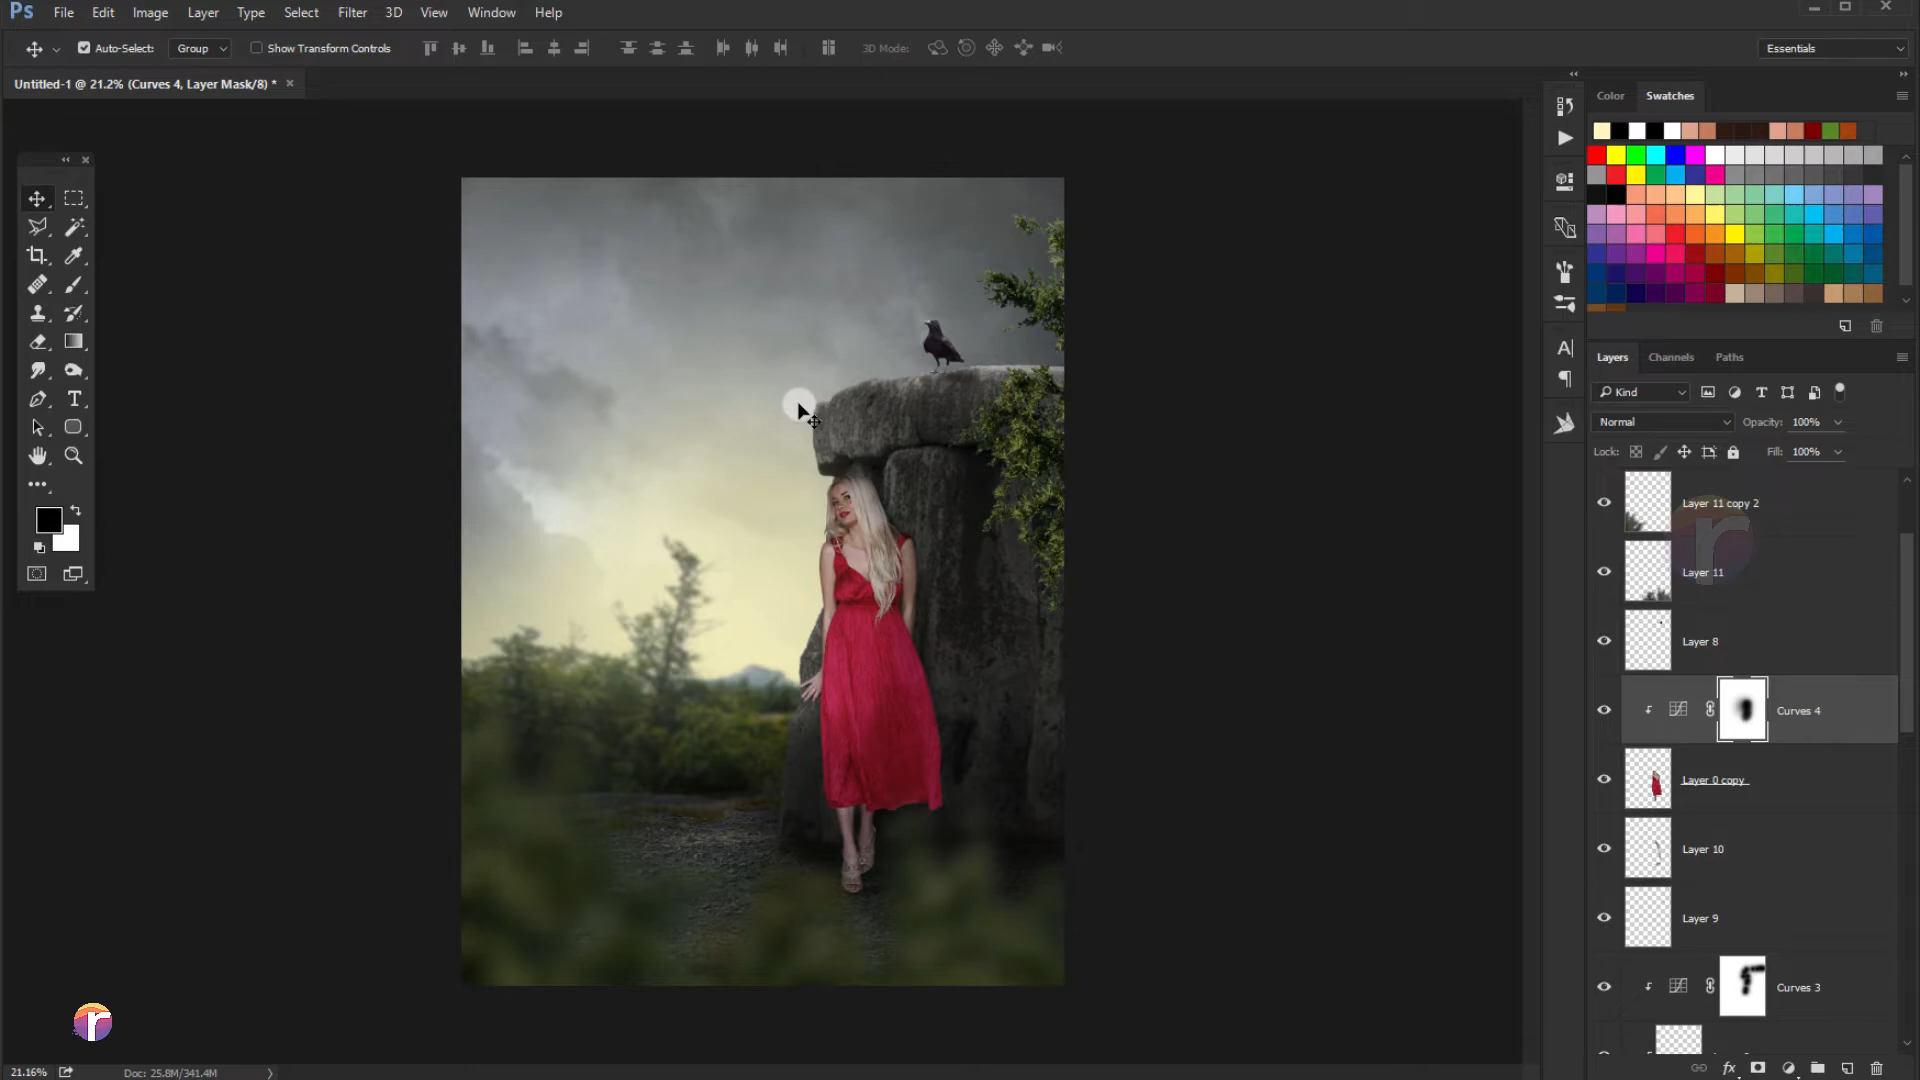 Ps File Edit Image Layer Type Select Filter 3D View Window Help
Auto-Select: Group Show Transform Controls 3D Mode: Essentials
Untitled-1 @ 21.2% (Curves 4, Layer Mask/8) *
Color Swatches
Layers Channels Paths
Kind
Normal Opacity: 100%
Lock: Fill: 100%
Layer 11 copy 2
Layer 11
Layer 8
Curves 4
Layer 0 copy
Layer 10
Layer 9
Curves 3
21.16% Doc: 25.8M/341.4M